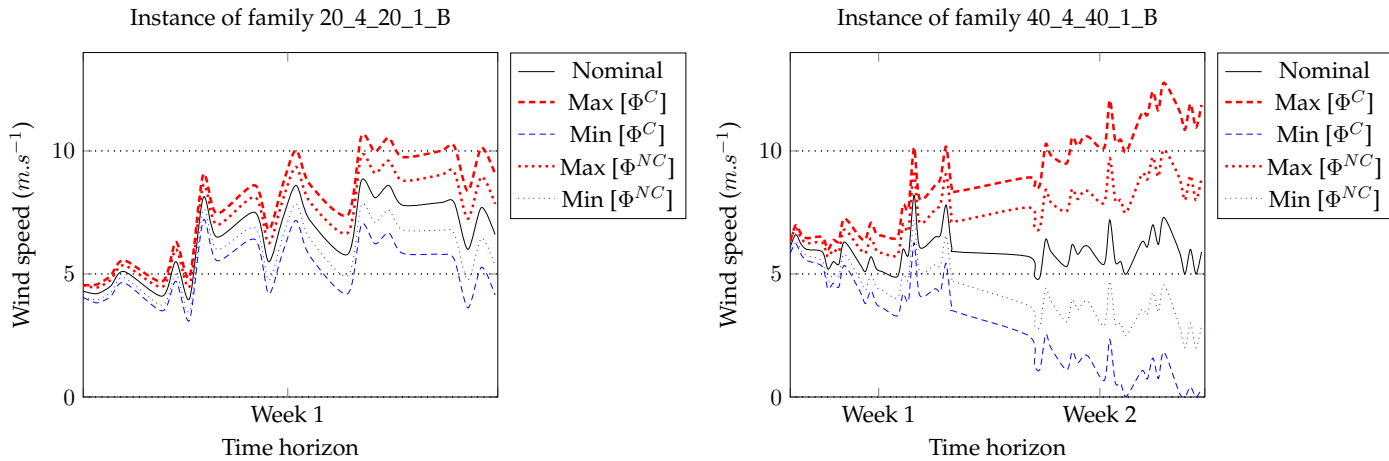 Instance of family 20_4_20_1_B
Wind speed (m.s⁻¹)
10
5
0
Week 1
Time horizon
Nominal
Max [Φ^C]
Min [Φ^C]
Max [Φ^NC]
Min [Φ^NC]
Instance of family 40_4_40_1_B
Wind speed (m.s⁻¹)
10
5
0
Week 1 Week 2
Time horizon
Nominal
Max [Φ^C]
Min [Φ^C]
Max [Φ^NC]
Min [Φ^NC]